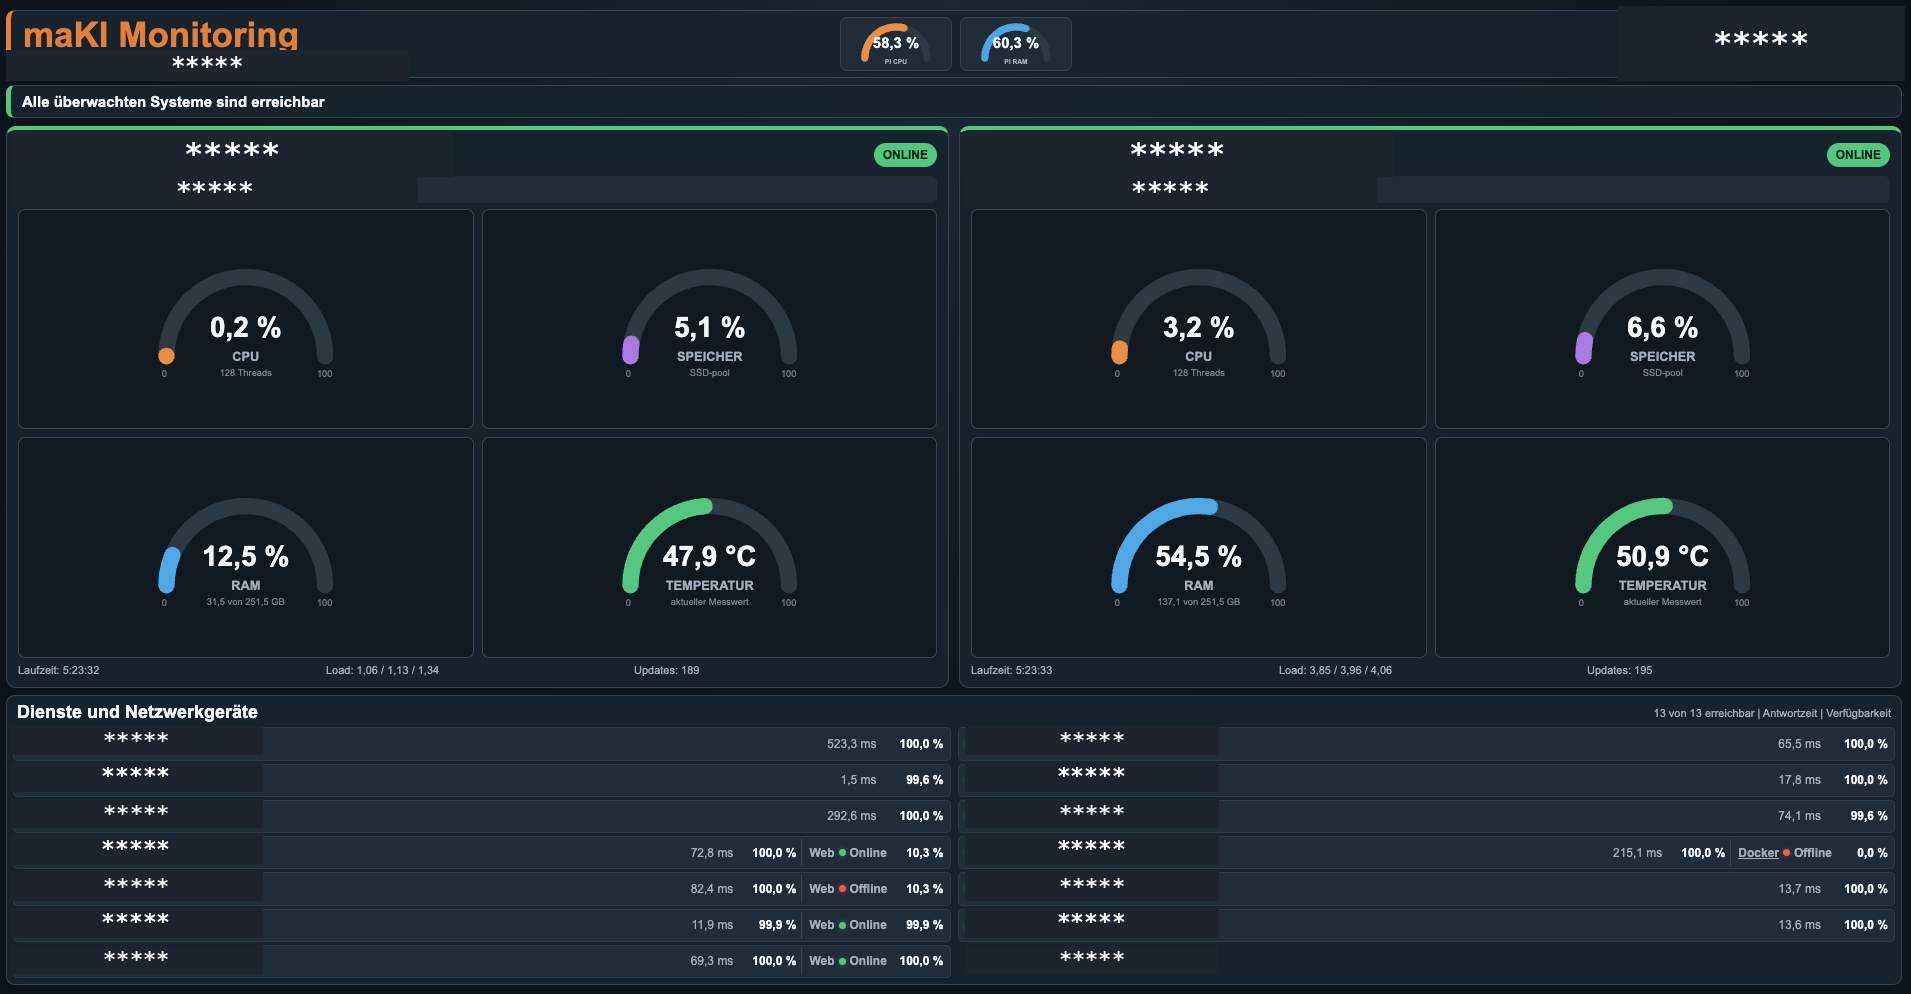 maKI Monitoring
*****
58,3 %
PI CPU
60,3 %
PI RAM
*****
Alle überwachten Systeme sind erreichbar
*****
ONLINE
*****
0,2 %
CPU
0 128 Threads 100
5,1 %
SPEICHER
0 SSD-pool 100
12,5 %
RAM
0 31,5 von 251,5 GB 100
47,9 °C
TEMPERATUR
0 aktueller Messwert 100
Laufzeit: 5:23:32 Load: 1,06 / 1,13 / 1,34 Updates: 189
*****
ONLINE
*****
3,2 %
CPU
0 128 Threads 100
6,6 %
SPEICHER
0 SSD-pool 100
54,5 %
RAM
0 137,1 von 251,5 GB 100
50,9 °C
TEMPERATUR
0 aktueller Messwert 100
Laufzeit: 5:23:33 Load: 3,85 / 3,96 / 4,06 Updates: 195
Dienste und Netzwerkgeräte
13 von 13 erreichbar | Antwortzeit | Verfügbarkeit
***** 523,3 ms 100,0 %
***** 1,5 ms 99,6 %
***** 292,6 ms 100,0 %
***** 72,8 ms 100,0 % Web Online 10,3 %
***** 82,4 ms 100,0 % Web Offline 10,3 %
***** 11,9 ms 99,9 % Web Online 99,9 %
***** 69,3 ms 100,0 % Web Online 100,0 %
***** 65,5 ms 100,0 %
***** 17,8 ms 100,0 %
***** 74,1 ms 99,6 %
***** 215,1 ms 100,0 % Docker Offline 0,0 %
***** 13,7 ms 100,0 %
***** 13,6 ms 100,0 %
*****